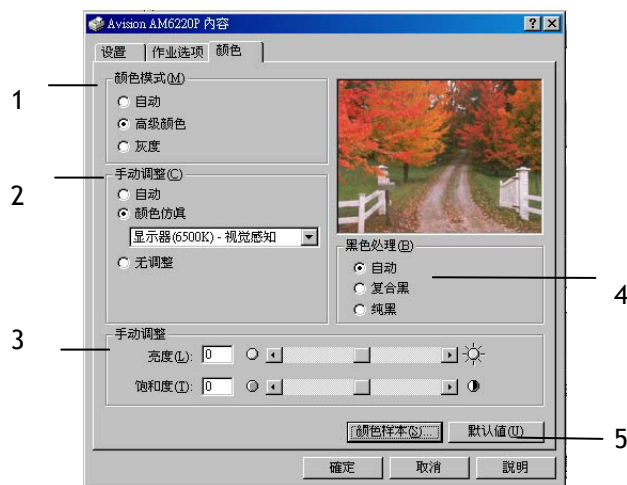 Avision AM6220P 內容
设置 作业选项 颜色
1
颜色模式(M)
自动
高级颜色
灰度
2
手动调整(C)
自动
颜色仿真
显示器(6500K) - 视觉感知
无调整
黑色处理(B)
自动
复合黑
纯黑
4
3
手动调整
亮度(L): 0
饱和度(T): 0
颜色样本(S)... 默认值(U)
5
確定 取消 說明